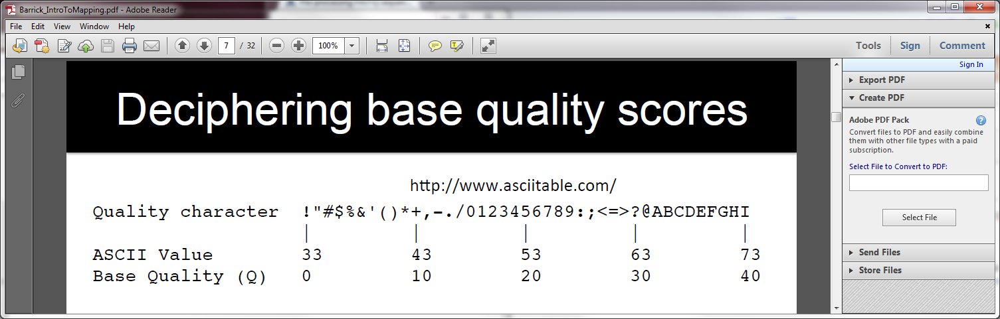 Barrick_IntroToMapping.pdf - Adobe Reader
File Edit View Window Help
7 / 32 100% Tools Sign Comment
Sign In
Export PDF
Create PDF
Adobe PDF Pack
Convert files to PDF and easily combine
them with other file types with a paid
subscription.
Select File to Convert to PDF:
Select File
Send Files
Store Files
Deciphering base quality scores
http://www.asciitable.com/
Quality character !"#$%&'()*+,-./0123456789:;<=>?@ABCDEFGHI
| | | | |
ASCII Value 33 43 53 63 73
Base Quality (Q) 0 10 20 30 40